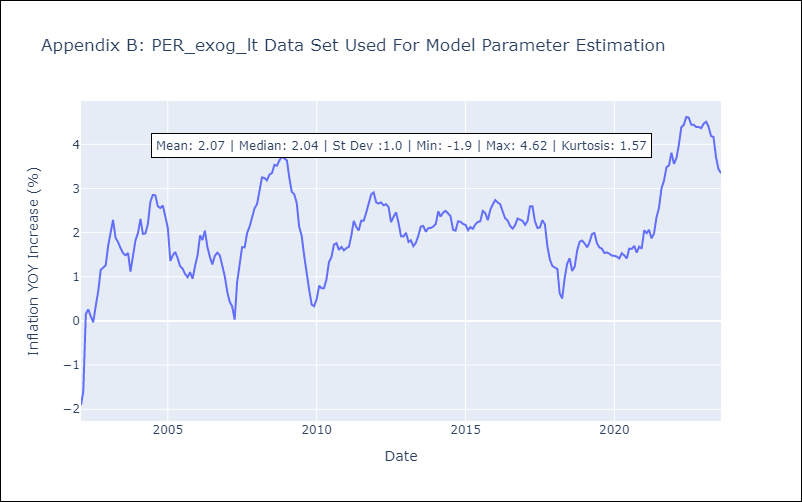 Appendix B: PER_exog_lt Data Set Used For Model Parameter Estimation
Mean: 2.07 | Median: 2.04 | St Dev :1.0 | Min: -1.9 | Max: 4.62 | Kurtosis: 1.57
Inflation YOY Increase (%)
4
3
2
1
0
−1
−2
2005
2010
2015
2020
Date